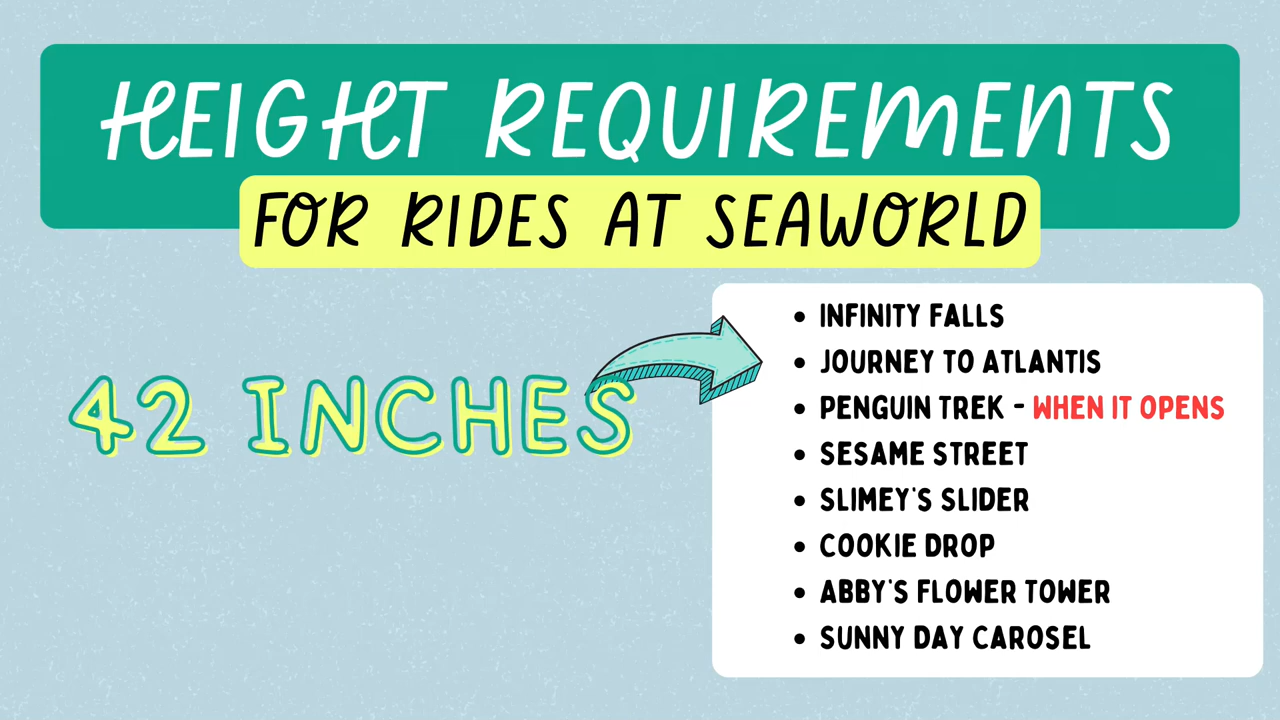 HEIGHT REQUIREMENTS
FOR RIDES AT SEAWORLD
42 INCHES
• INFINITY FALLS
• JOURNEY TO ATLANTIS
• PENGUIN TREK - WHEN IT OPENS
• SESAME STREET
• SLIMEY'S SLIDER
• COOKIE DROP
• ABBY'S FLOWER TOWER
• SUNNY DAY CAROSEL